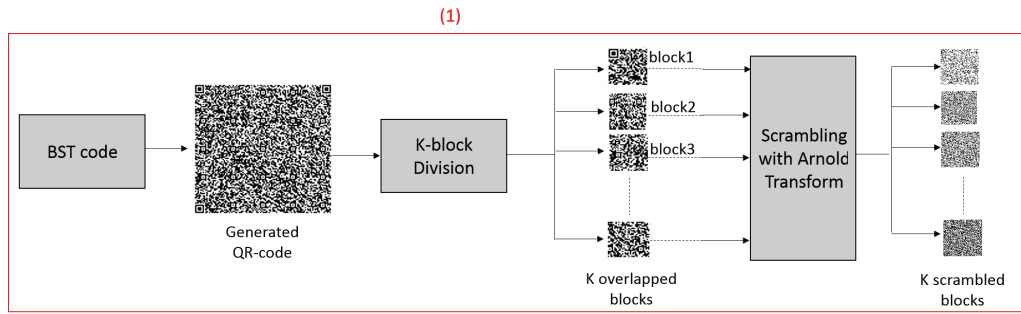 (1)
BST code
Generated
QR-code
K-block
Division
block1
block2
block3
K overlapped
blocks
Scrambling
with Arnold
Transform
K scrambled
blocks